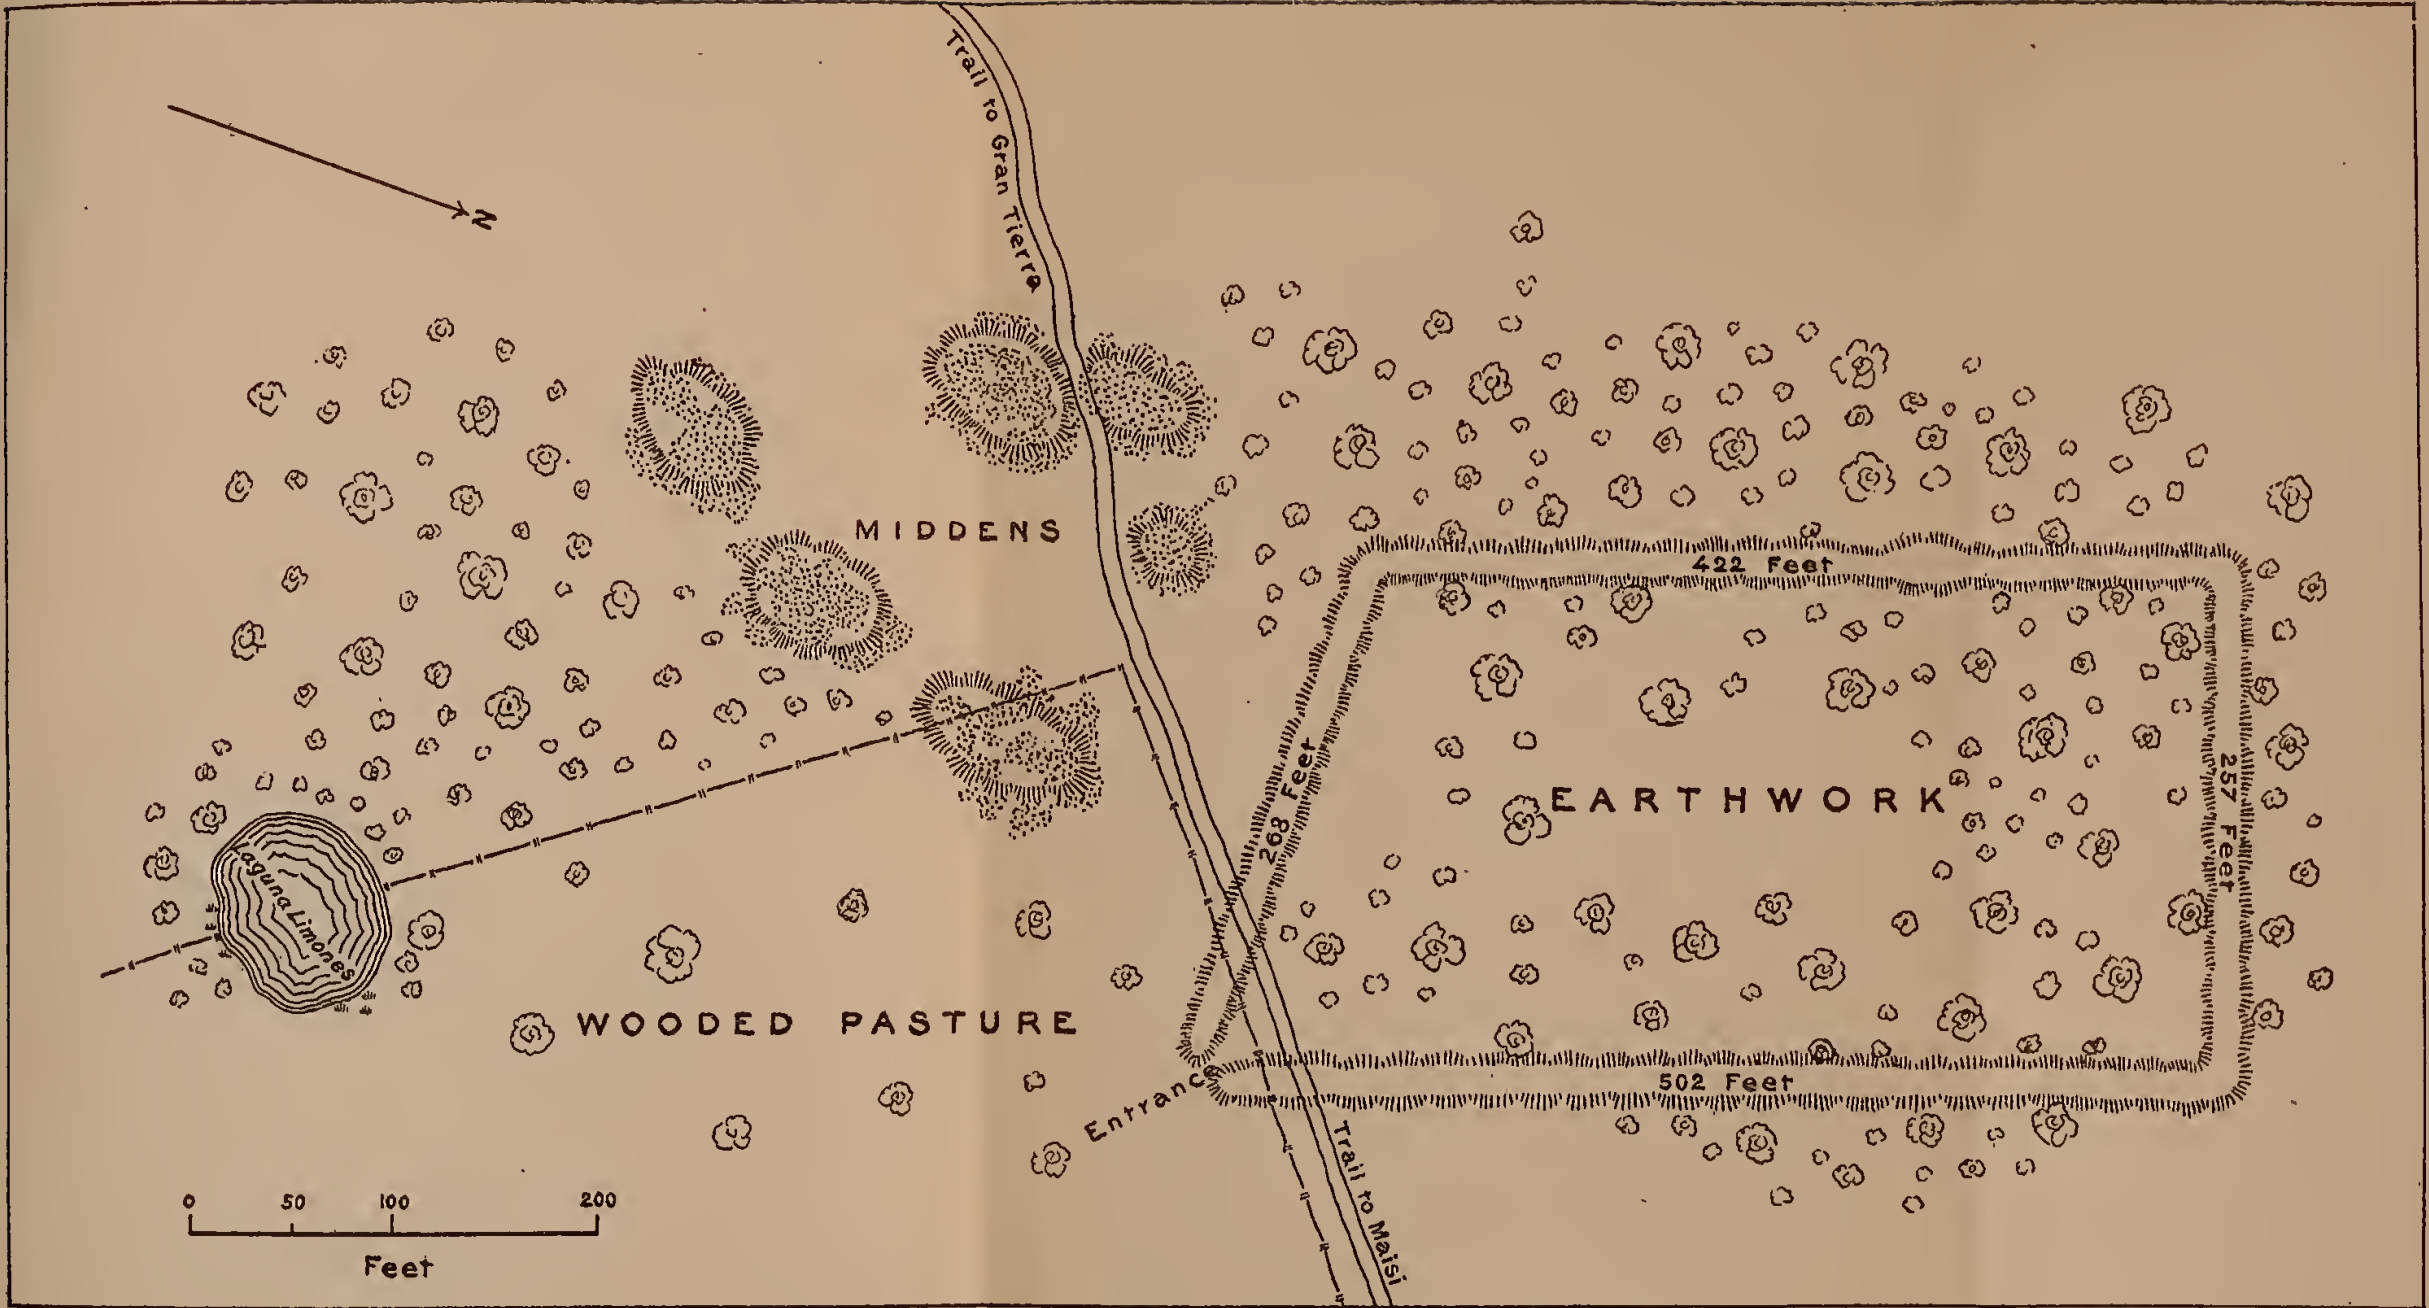 Trail to Gran Tierra
N
MIDDENS
422 Feet
268 Feet
EARTHWORK
257 Feet
Laguna Limones
WOODED PASTURE
Entrance
502 Feet
Trail to Maisi
0 50 100 200
Feet